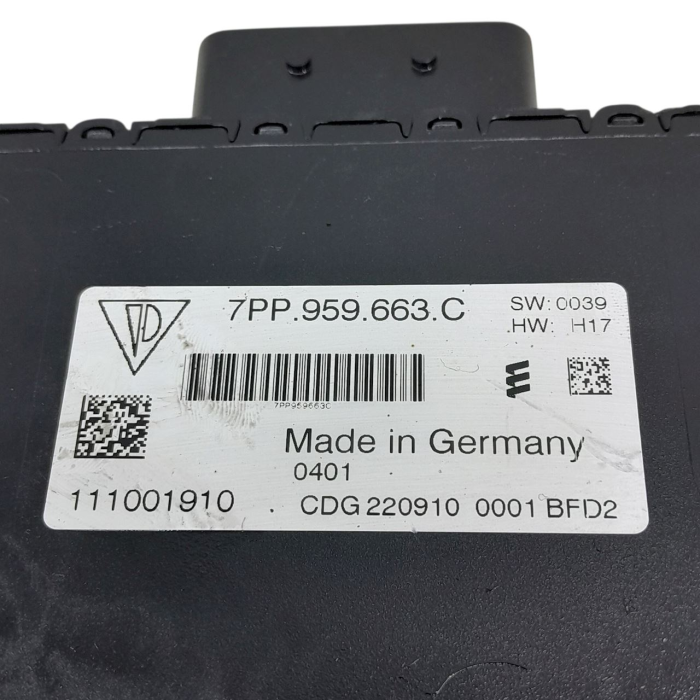 7PP.959.663.C
SW: 0039
HW: H17
7PP959663C
Made in Germany
0401
111001910
CDG 220910 0001 BFD2